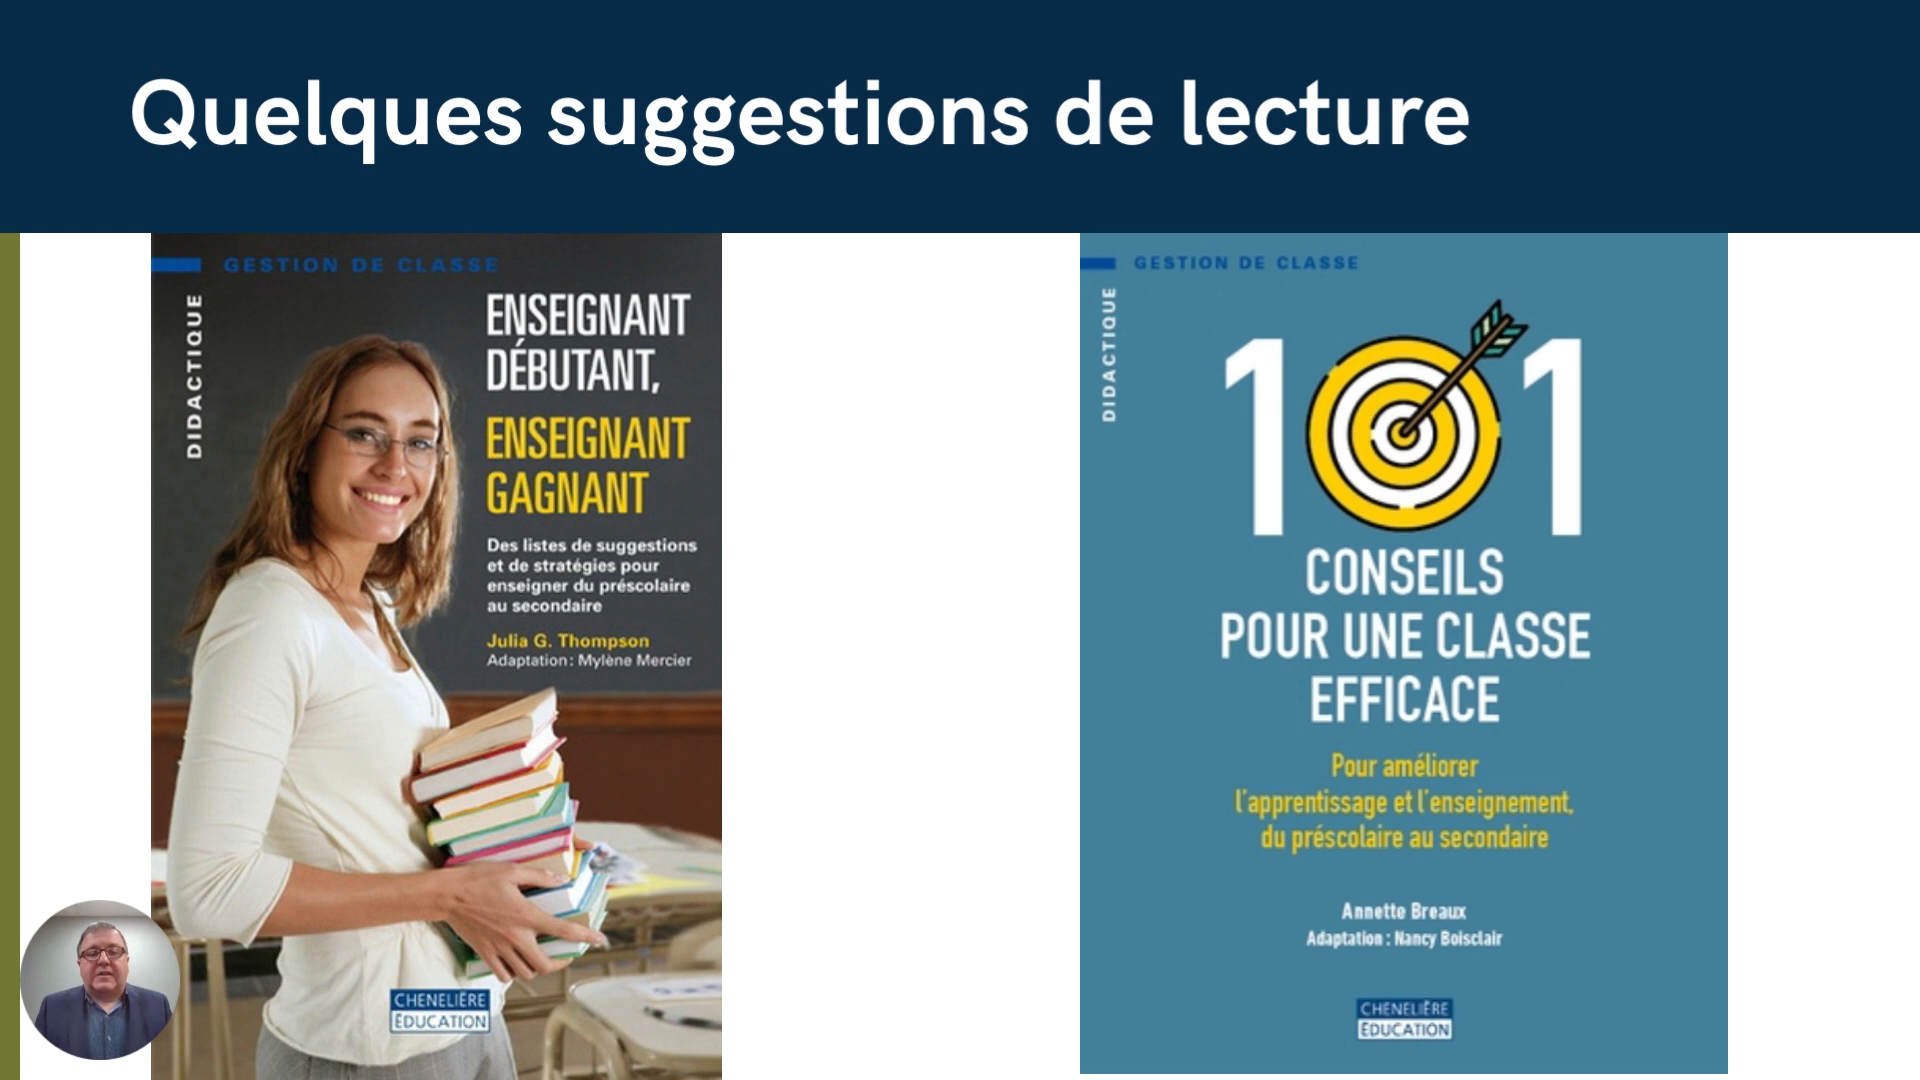 Quelques suggestions de lecture
GESTION DE CLASSE
DIDACTIQUE
ENSEIGNANT
DÉBUTANT,
ENSEIGNANT
GAGNANT
Des listes de suggestions
et de stratégies pour
enseigner du préscolaire
au secondaire
Julia G. Thompson
Adaptation : Mylène Mercier
CHENELIÈRE
ÉDUCATION
GESTION DE CLASSE
DIDACTIQUE
101
CONSEILS
POUR UNE CLASSE
EFFICACE
Pour améliorer
l'apprentissage et l'enseignement,
du préscolaire au secondaire
Annette Breaux
Adaptation : Nancy Boisclair
CHENELIÈRE
ÉDUCATION